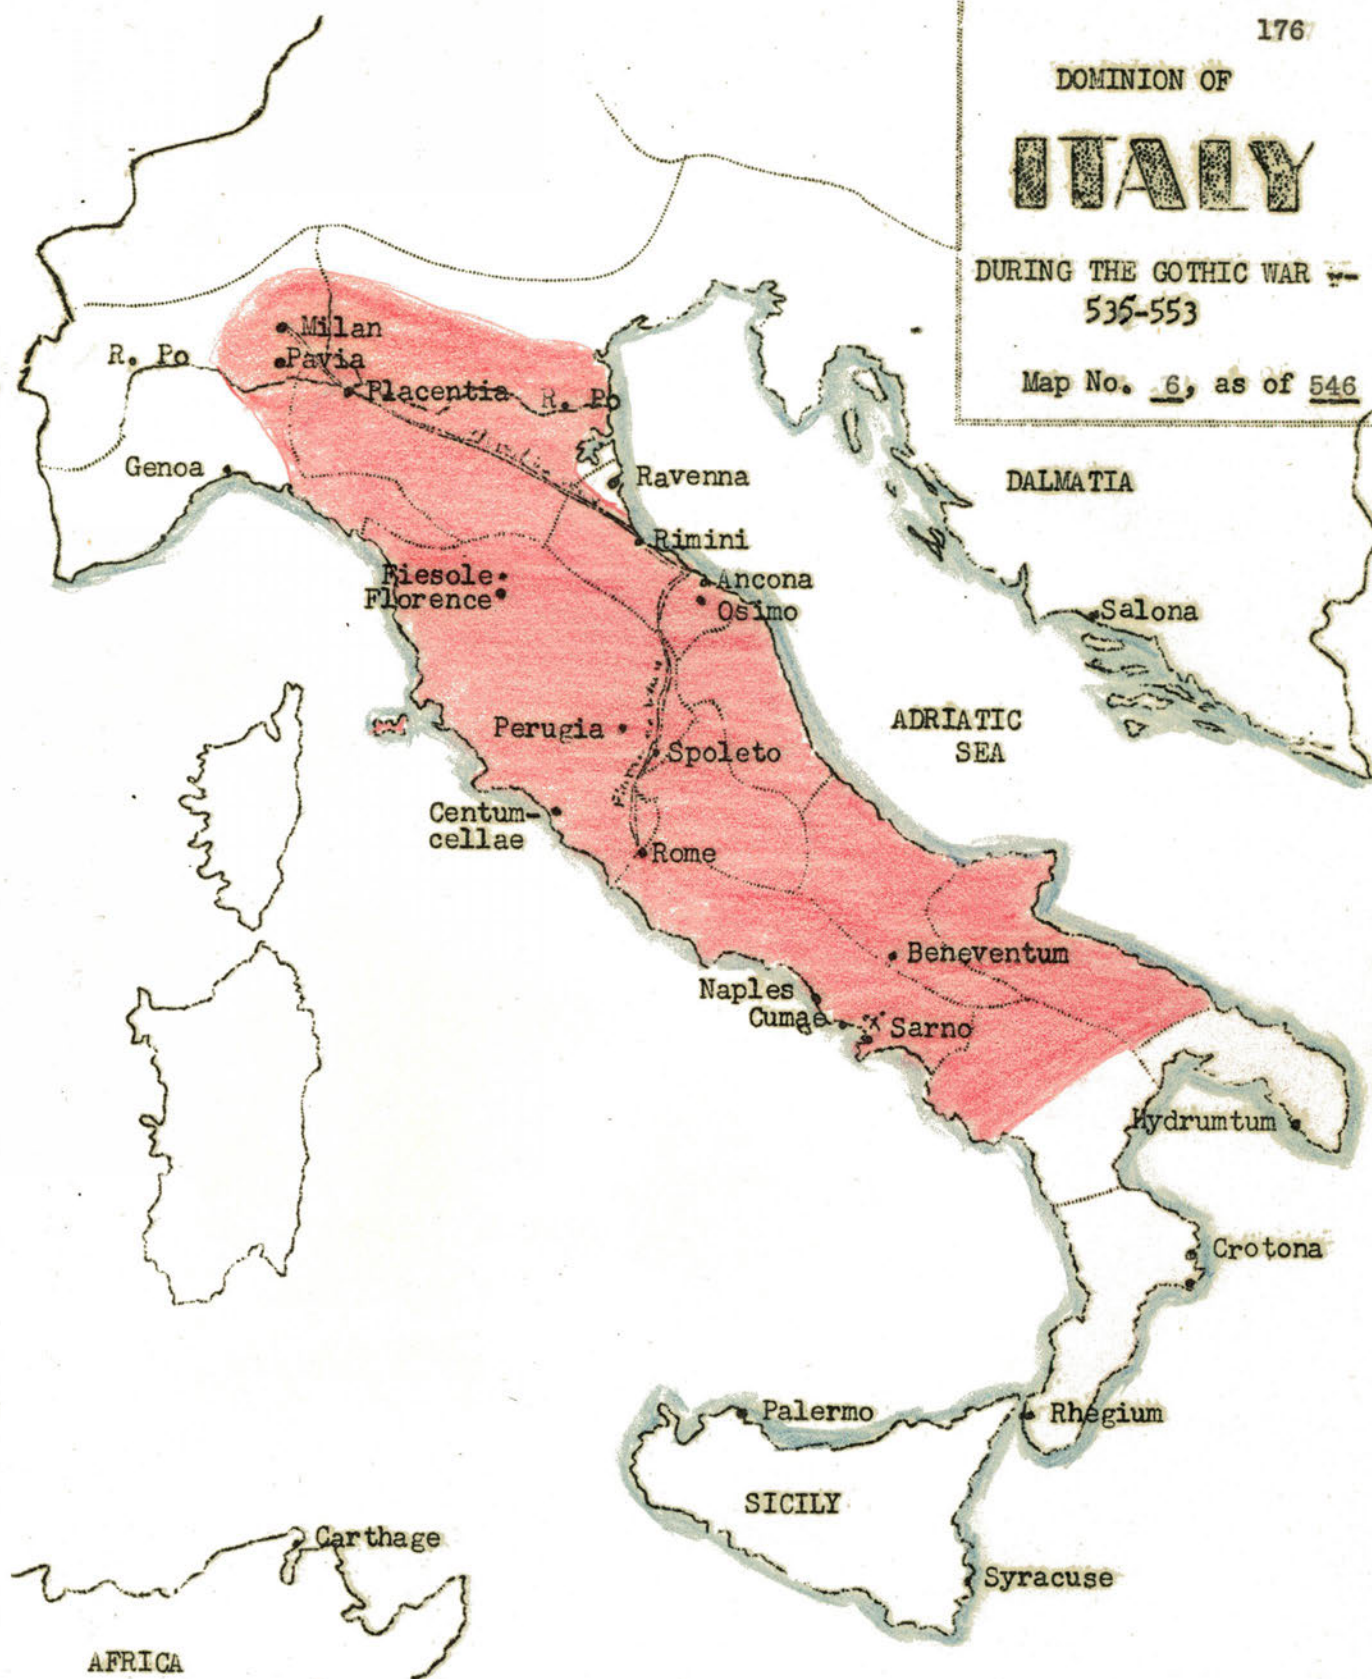 176
DOMINION OF
ITALY
DURING THE GOTHIC WAR --
535-553
Map No. 6, as of 546
Milan
R. Po
Pavia
Placentia
R. Po
Genoa
Ravenna
DALMATIA
Rimini
Fiesole
Ancona
Florence
Osimo
Salona
ADRIATIC
SEA
Perugia
Spoleto
Centum-
cellae
Rome
Beneventum
Naples
Cumae
Sarno
Hydrumtum
Crotona
Palermo
Rhegium
SICILY
Carthage
Syracuse
AFRICA